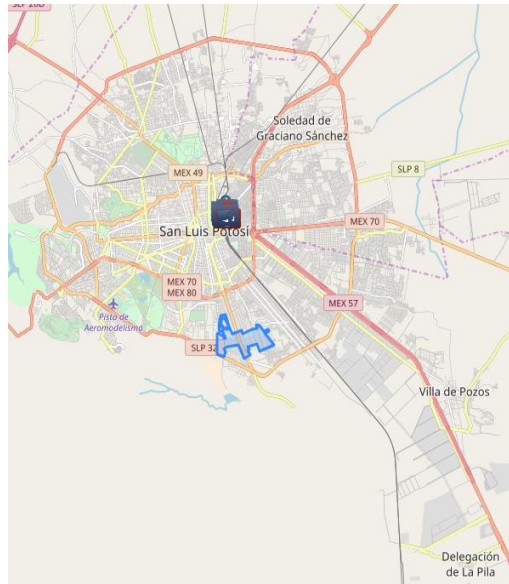 SLP 26D
Soledad de
Graciano Sánchez
MEX 49
SLP 8
San Luis Potosí
MEX 70
MEX 70
MEX 80
MEX 57
Pista de
Aeromodelismo
SLP 32
Villa de Pozos
Delegación
de La Pila